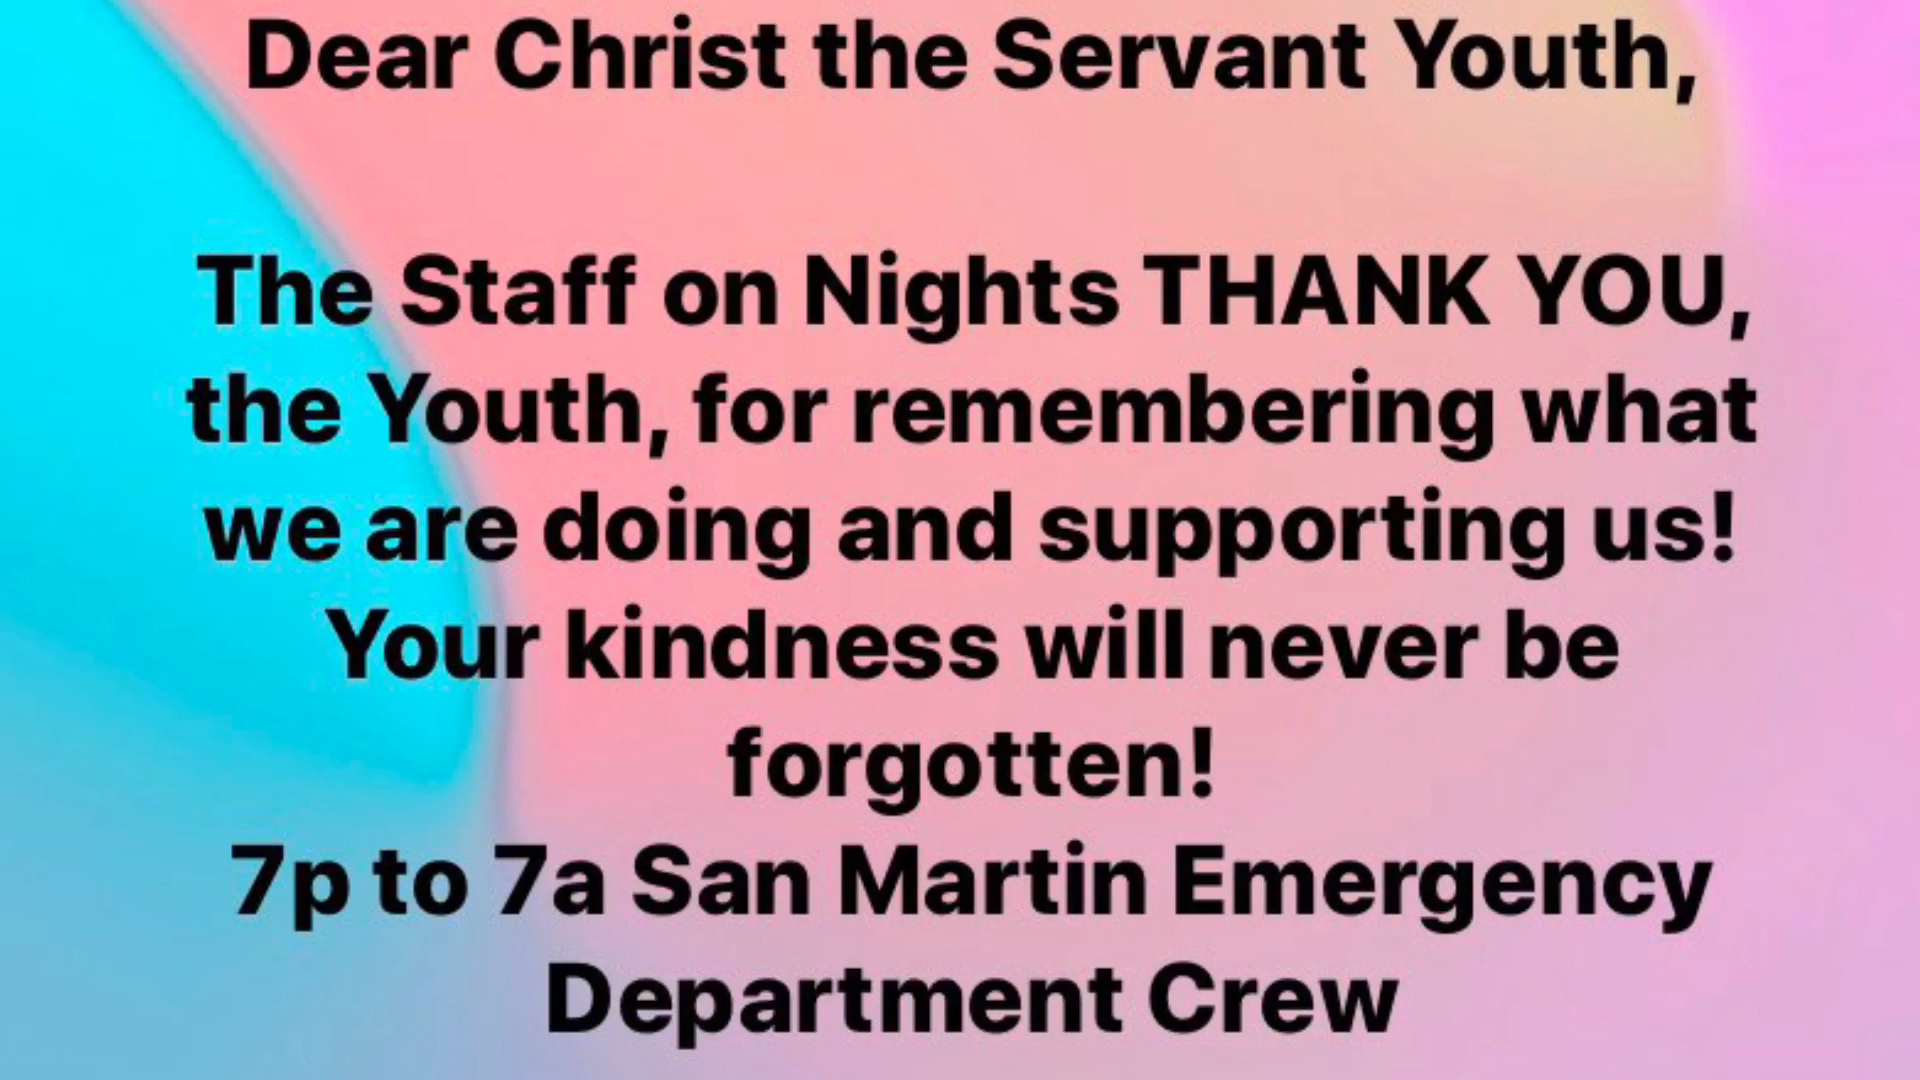 Dear Christ the Servant Youth,
The Staff on Nights THANK YOU,
the Youth, for remembering what
we are doing and supporting us!
Your kindness will never be
forgotten!
7p to 7a San Martin Emergency
Department Crew